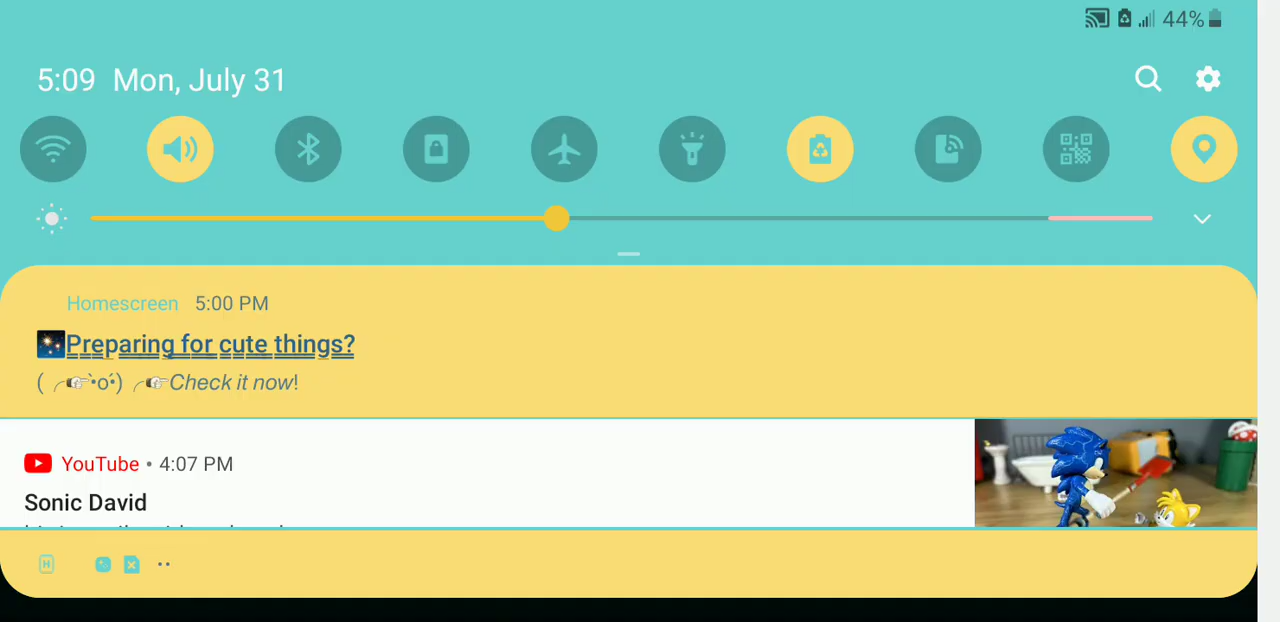 44%
5:09 Mon, July 31
Homescreen 5:00 PM
Preparing for cute things?
( ╭☞•̀o•́) ╭☞Check it now!
YouTube • 4:07 PM
Sonic David